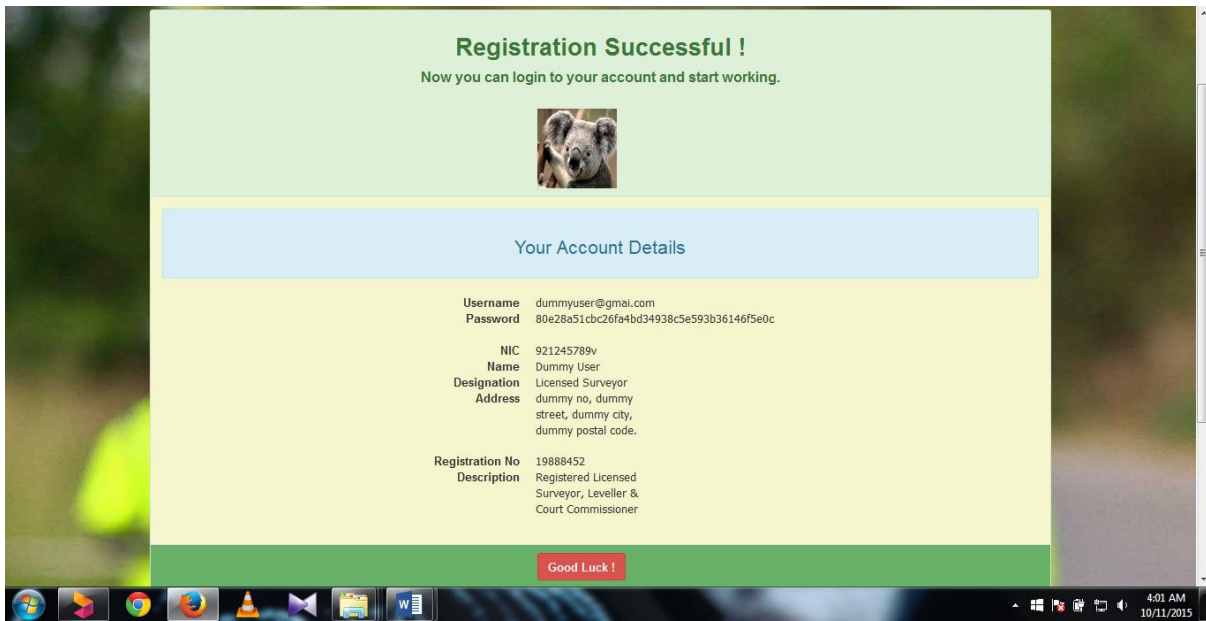 Registration Successful !
Now you can login to your account and start working.
Your Account Details
Username dummyuser@gmai.com
Password 80e28a51cbc26fa4bd34938c5e593b36146f5e0c
NIC 921245789v
Name Dummy User
Designation Licensed Surveyor
Address dummy no, dummy
street, dummy city,
dummy postal code.
Registration No 19888452
Description Registered Licensed
Surveyor, Leveller &
Court Commissioner
Good Luck !
4:01 AM
10/11/2015